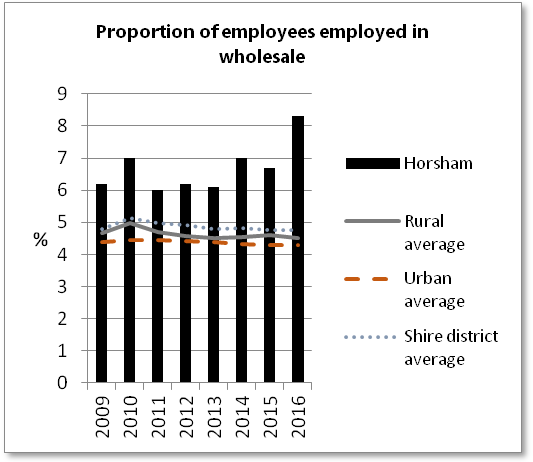 Proportion of employees employed in
wholesale
9
8
7
6
5
4
3
2
1
0
%
2009
2010
2011
2012
2013
2014
2015
2016
Horsham
Rural
average
Urban
average
Shire district
average